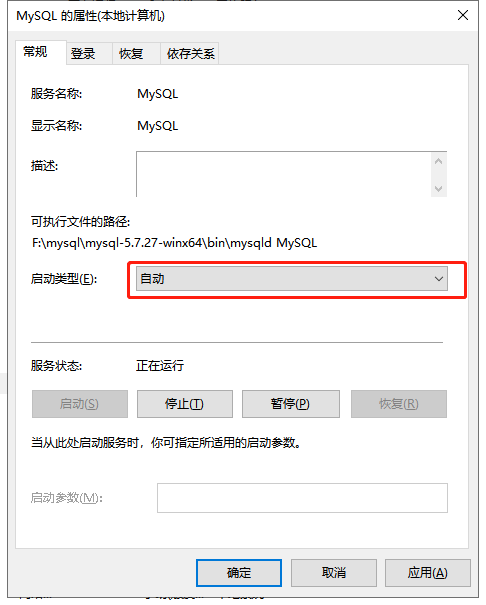 MySQL 的属性(本地计算机)
常规 登录 恢复 依存关系
服务名称: MySQL
显示名称: MySQL
描述:
可执行文件的路径:
F:\mysql\mysql-5.7.27-winx64\bin\mysqld MySQL
启动类型(E): 自动
服务状态: 正在运行
启动(S) 停止(T) 暂停(P) 恢复(R)
当从此处启动服务时，你可指定所适用的启动参数。
启动参数(M):
确定 取消 应用(A)